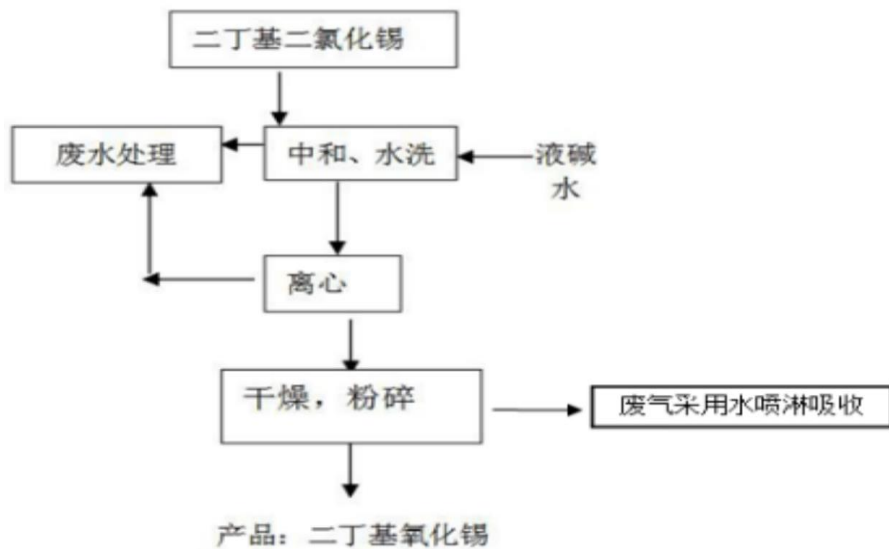 二丁基二氯化锡
废水处理
中和、水洗
液碱
水
离心
干燥，粉碎
废气采用水喷淋吸收
产品：二丁基氧化锡